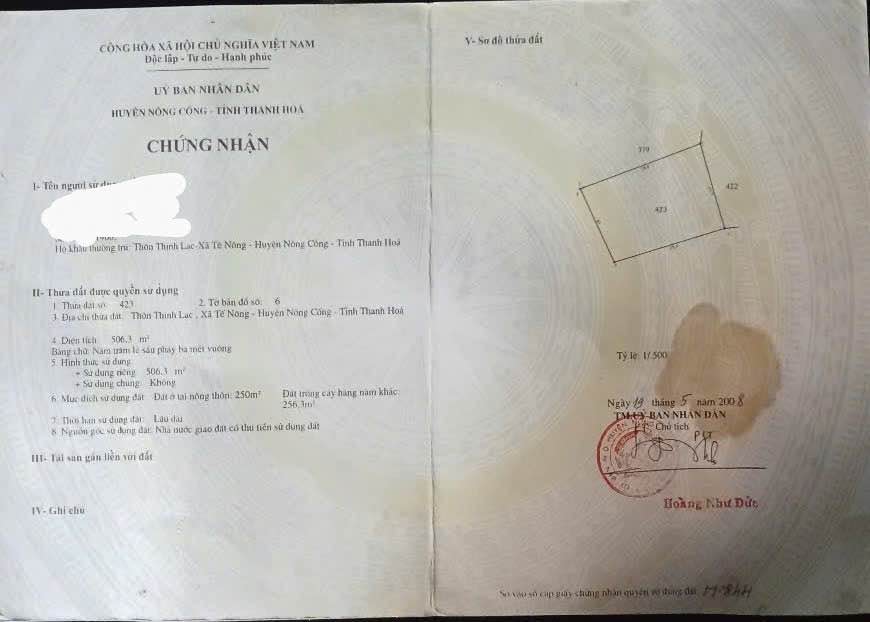 CỘNG HÒA XÃ HỘI CHỦ NGHĨA VIỆT NAM
Độc lập - Tự do - Hạnh phúc
UỶ BAN NHÂN DÂN
HUYỆN NÔNG CỐNG - TỈNH THANH HOÁ
CHỨNG NHẬN
I- Tên người sử
Hộ khẩu thường trú: Thôn Thịnh Lạc-Xã Tế Nông - Huyện Nông Cống - Tỉnh Thanh Hoá
II- Thửa đất được quyền sử dụng
1. Thửa đất số: 423 2. Tờ bản đồ số: 6
3. Địa chỉ thửa đất: Thôn Thịnh Lạc , Xã Tế Nông - Huyện Nông Cống - Tỉnh Thanh Hoá
4. Diện tích: 506.3 m²
Bằng chữ: Năm trăm lẻ sáu phảy ba mét vuông
5. Hình thức sử dụng:
+ Sử dụng riêng: 506.3 m²
+ Sử dụng chung: Không
6. Mục đích sử dụng đất: Đất ở tại nông thôn: 250m² Đất trồng cây hàng năm khác:
256.3m²
7. Thời hạn sử dụng đất: Lâu dài
8. Nguồn gốc sử dụng đất: Nhà nước giao đất có thu tiền sử dụng đất
III- Tài sản gắn liền với đất
IV- Ghi chú
V- Sơ đồ thửa đất
379
422
423
Tỷ lệ: 1/500
Ngày 19 tháng 5 năm 2008
TM.UỶ BAN NHÂN DÂN
Chủ tịch
Hoàng Như Đức
Số vào sổ cấp giấy chứng nhận quyền sử dụng đất: